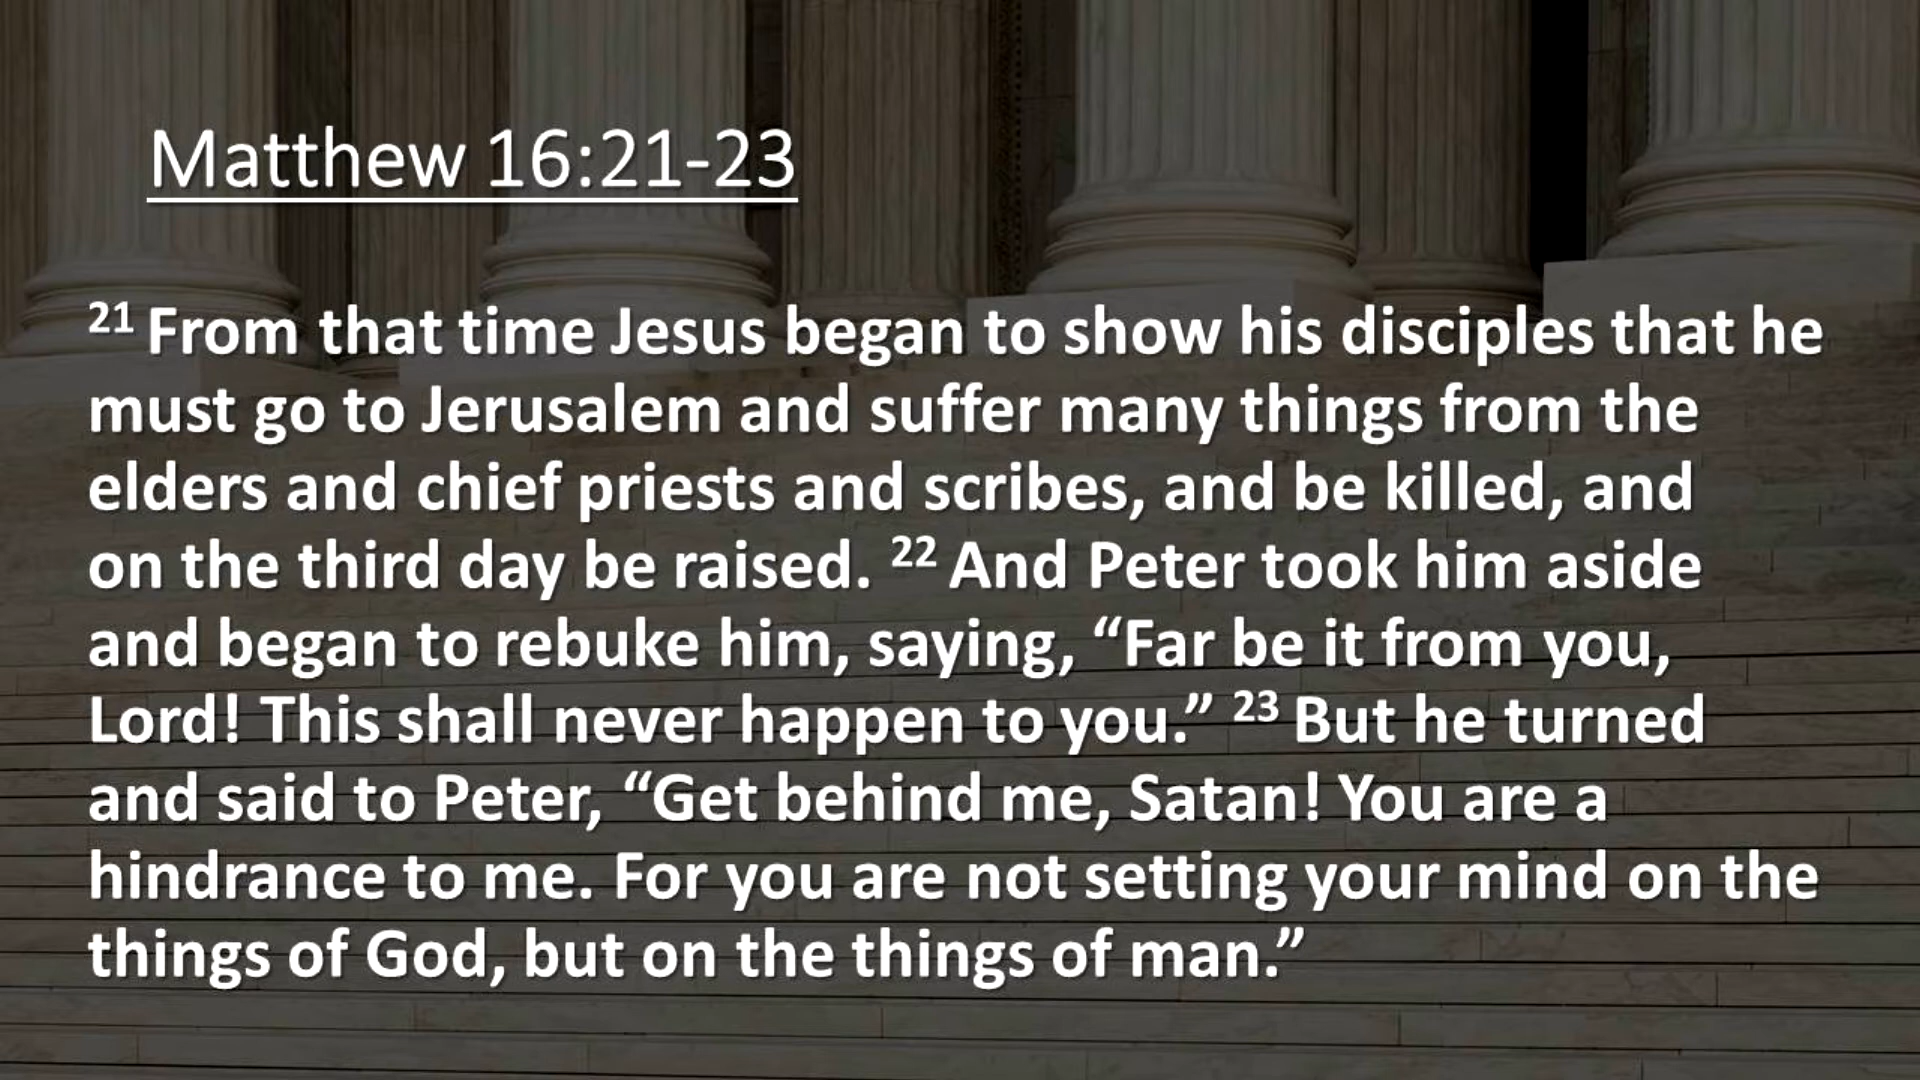 Matthew 16:21-23
21 From that time Jesus began to show his disciples that he
must go to Jerusalem and suffer many things from the
elders and chief priests and scribes, and be killed, and
on the third day be raised. 22 And Peter took him aside
and began to rebuke him, saying, “Far be it from you,
Lord! This shall never happen to you.” 23 But he turned
and said to Peter, “Get behind me, Satan! You are a
hindrance to me. For you are not setting your mind on the
things of God, but on the things of man.”